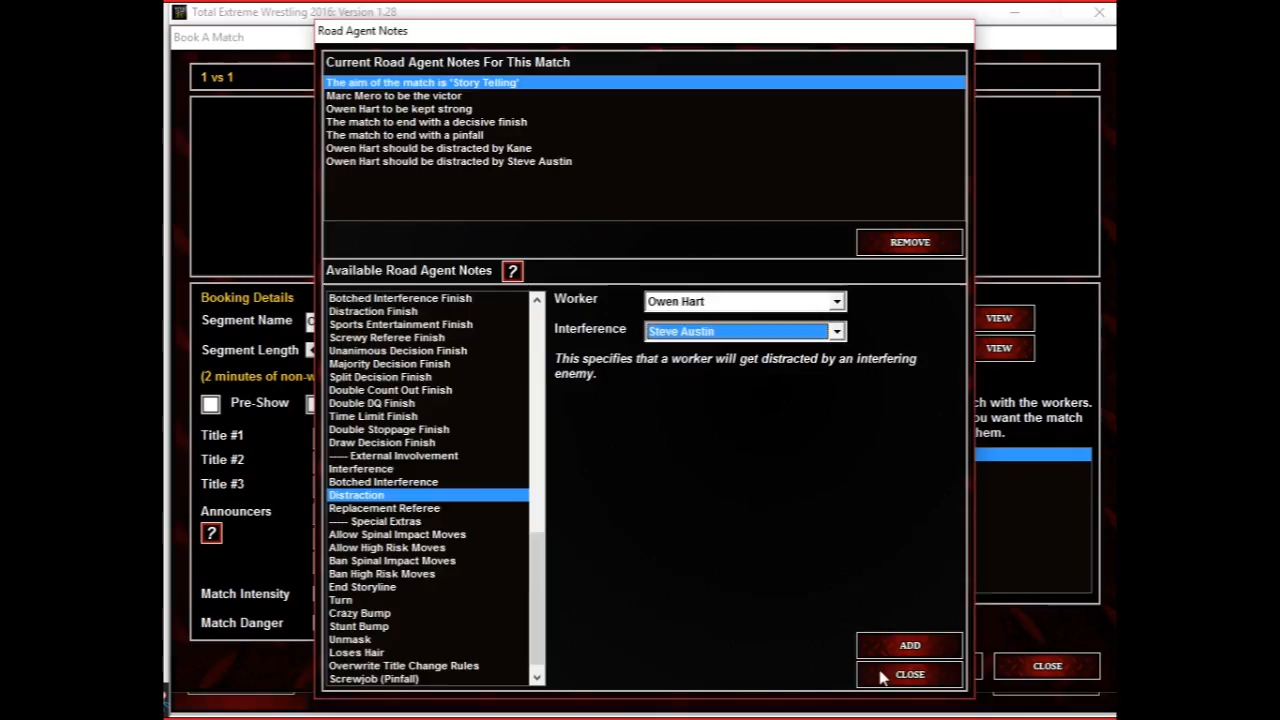 Total Extreme Wrestling 2016: Version 1.28
Book A Match
Road Agent Notes
1 vs 1
Current Road Agent Notes For This Match
The aim of the match is 'Story Telling'
Marc Mero to be the victor
Owen Hart to be kept strong
The match to end with a decisive finish
The match to end with a pinfall
Owen Hart should be distracted by Kane
Owen Hart should be distracted by Steve Austin
REMOVE
Available Road Agent Notes ?
Botched Interference Finish
Distraction Finish
Sports Entertainment Finish
Screwy Referee Finish
Unanimous Decision Finish
Majority Decision Finish
Split Decision Finish
Double Count Out Finish
Double DQ Finish
Time Limit Finish
Double Stoppage Finish
Draw Decision Finish
----- External Involvement
Interference
Botched Interference
Distraction
Replacement Referee
----- Special Extras
Allow Spinal Impact Moves
Allow High Risk Moves
Ban Spinal Impact Moves
Ban High Risk Moves
End Storyline
Turn
Crazy Bump
Stunt Bump
Unmask
Loses Hair
Overwrite Title Change Rules
Screwjob (Pinfall)
Worker Owen Hart
Interference Steve Austin
This specifies that a worker will get distracted by an interfering
enemy.
ADD
CLOSE
Booking Details
Segment Name
Segment Length
(2 minutes of non-w
Pre-Show
Title #1
Title #2
Title #3
Announcers
?
Match Intensity
Match Danger
VIEW
VIEW
ch with the workers.
ou want the match
hem.
CLOSE